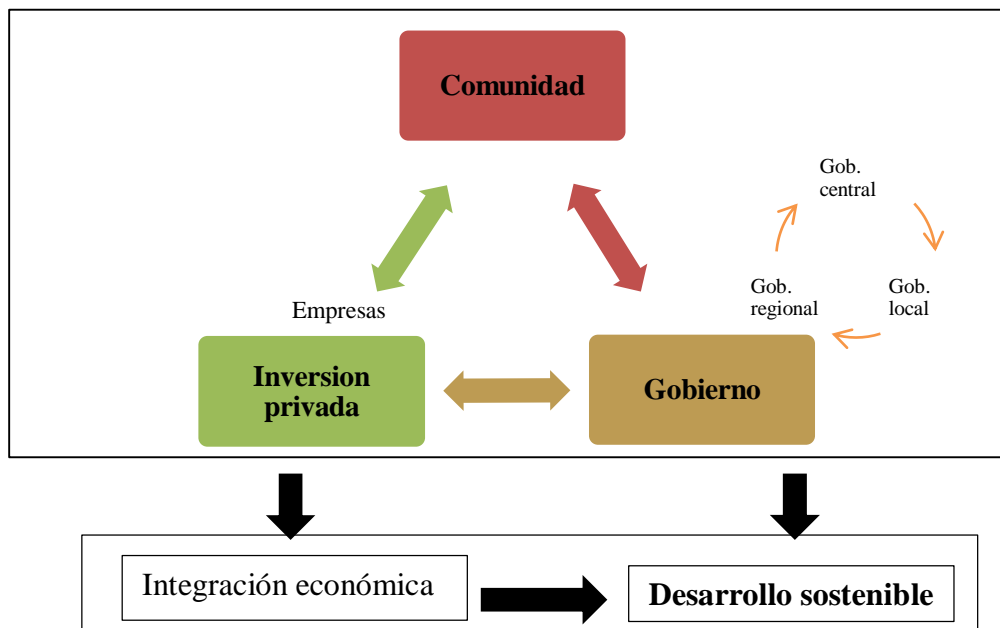 Comunidad
Gob.
central
Gob.
regional
Gob.
local
Empresas
Inversion
privada
Gobierno
Integración económica
Desarrollo sostenible